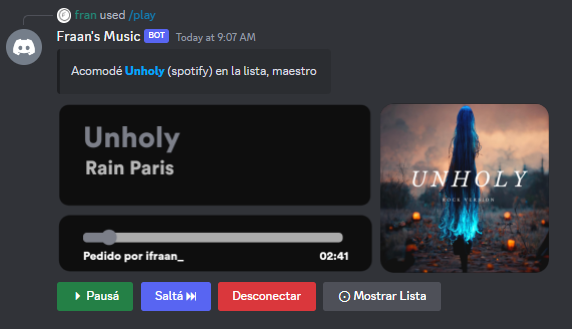 fran used /play
Fraan's Music BOT Today at 9:07 AM
Acomodé Unholy (spotify) en la lista, maestro
Unholy
Rain Paris
UNHOLY
ROCK VERSION
Pedido por ifraan_ 02:41
Pausá Saltá Desconectar Mostrar Lista